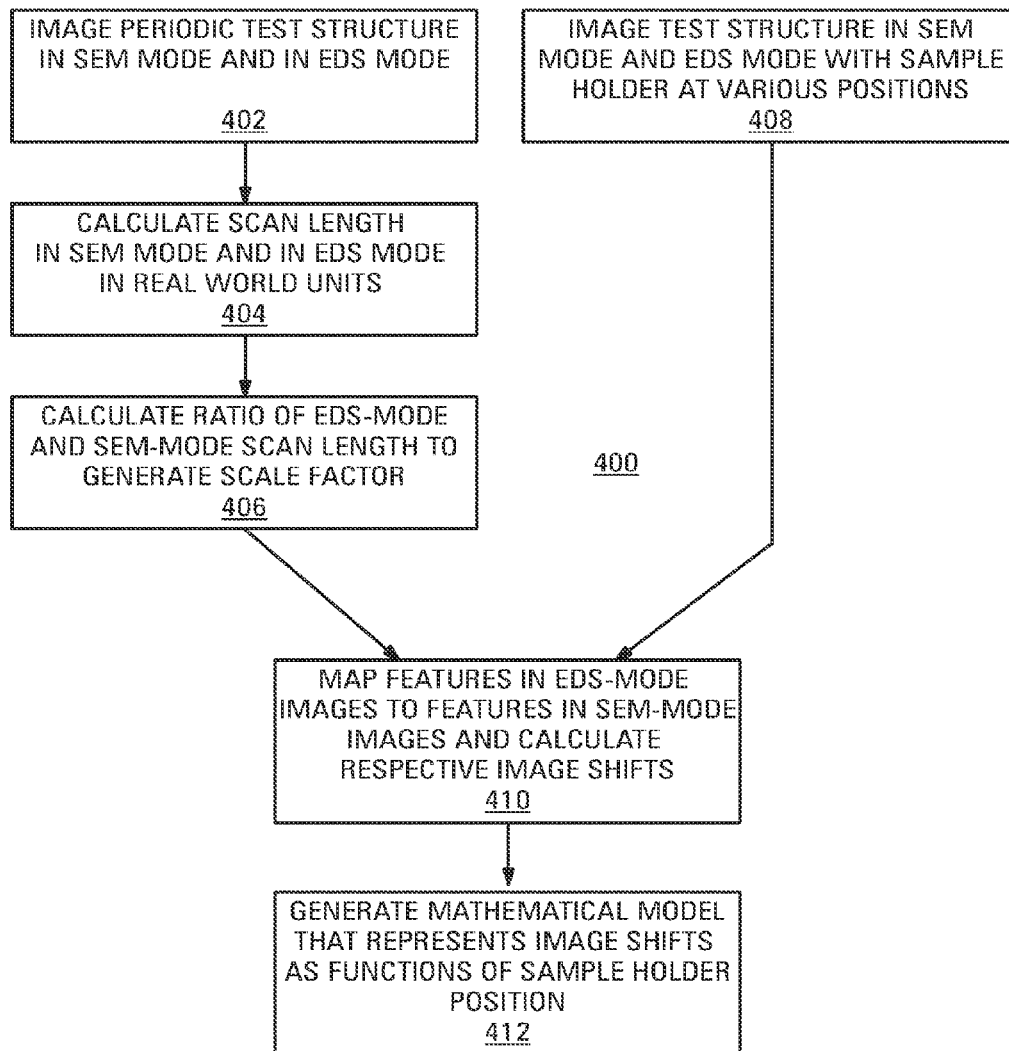 IMAGE PERIODIC TEST STRUCTURE
IN SEM MODE AND IN EDS MODE
402
IMAGE TEST STRUCTURE IN SEM
MODE AND EDS MODE WITH SAMPLE
HOLDER AT VARIOUS POSITIONS
408
CALCULATE SCAN LENGTH
IN SEM MODE AND IN EDS MODE
IN REAL WORLD UNITS
404
CALCULATE RATIO OF EDS-MODE
AND SEM-MODE SCAN LENGTH TO
GENERATE SCALE FACTOR
406
400
MAP FEATURES IN EDS-MODE
IMAGES TO FEATURES IN SEM-MODE
IMAGES AND CALCULATE
RESPECTIVE IMAGE SHIFTS
410
GENERATE MATHEMATICAL MODEL
THAT REPRESENTS IMAGE SHIFTS
AS FUNCTIONS OF SAMPLE HOLDER
POSITION
412